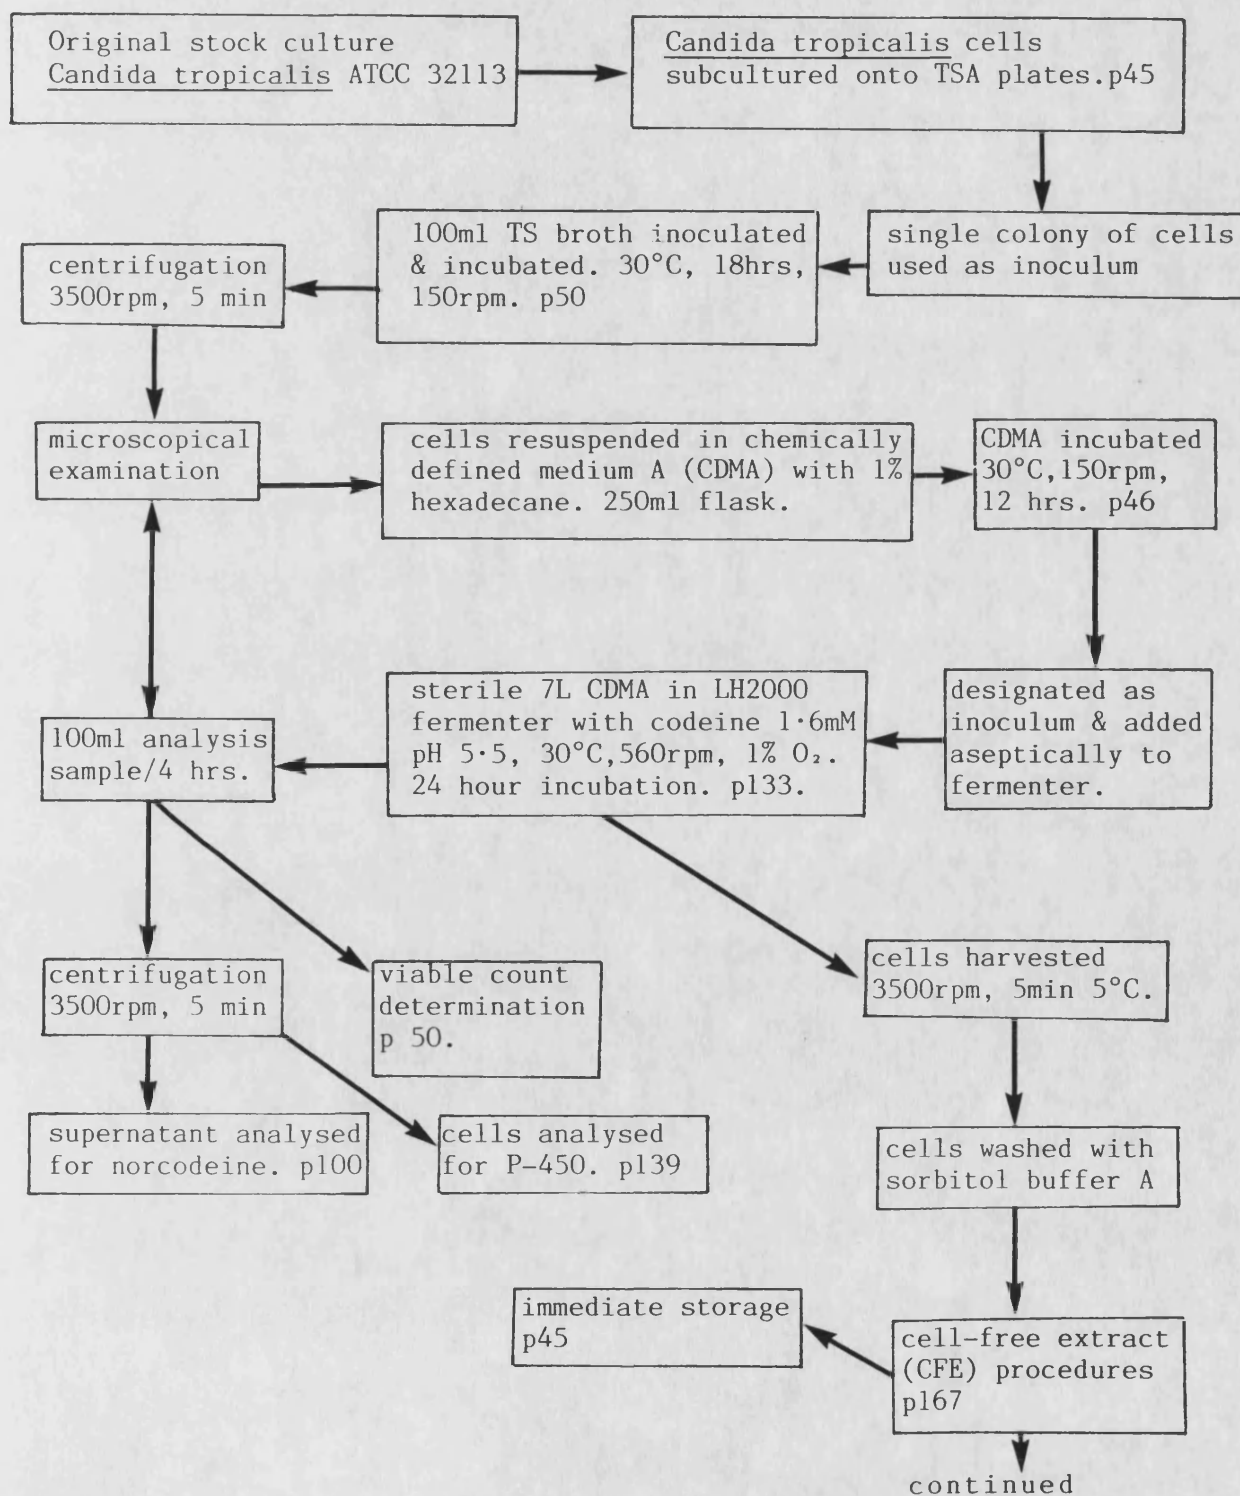 Original stock culture
Candida tropicalis ATCC 32113
Candida tropicalis cells
subcultured onto TSA plates.p45
single colony of cells
used as inoculum
100ml TS broth inoculated
& incubated. 30°C, 18hrs,
150rpm. p50
centrifugation
3500rpm, 5 min
microscopical
examination
cells resuspended in chemically
defined medium A (CDMA) with 1%
hexadecane. 250ml flask.
CDMA incubated
30°C,150rpm,
12 hrs. p46
designated as
inoculum & added
aseptically to
fermenter.
sterile 7L CDMA in LH2000
fermenter with codeine 1·6mM
pH 5·5, 30°C,560rpm, 1% O₂.
24 hour incubation. p133.
100ml analysis
sample/4 hrs.
centrifugation
3500rpm, 5 min
viable count
determination
p 50.
cells harvested
3500rpm, 5min 5°C.
supernatant analysed
for norcodeine. p100
cells analysed
for P-450. p139
cells washed with
sorbitol buffer A
immediate storage
p45
cell-free extract
(CFE) procedures
p167
continued